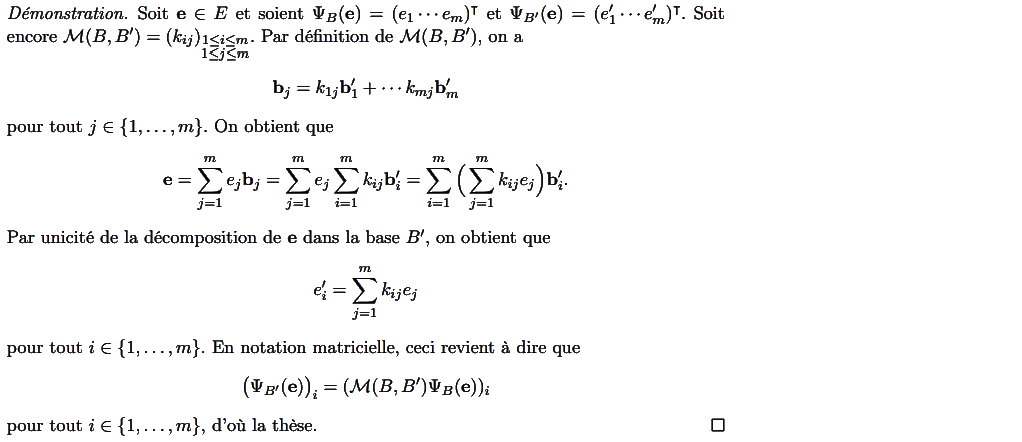 Démonstration. Soit e ∈ E et soient Ψ_B(e) = (e_1 ⋯ e_m)^⊺ et Ψ_{B′}(e) = (e′_1 ⋯ e′_m)^⊺. Soit
encore ℳ(B, B′) = (k_{ij})_{1≤i≤m, 1≤j≤m}. Par définition de ℳ(B, B′), on a
b_j = k_{1j}b′_1 + ⋯ k_{mj}b′_m
pour tout j ∈ {1, …, m}. On obtient que
e = ∑_{j=1}^{m} e_j b_j = ∑_{j=1}^{m} e_j ∑_{i=1}^{m} k_{ij}b′_i = ∑_{i=1}^{m} (∑_{j=1}^{m} k_{ij}e_j) b′_i.
Par unicité de la décomposition de e dans la base B′, on obtient que
e′_i = ∑_{j=1}^{m} k_{ij}e_j
pour tout i ∈ {1, …, m}. En notation matricielle, ceci revient à dire que
(Ψ_{B′}(e))_i = (ℳ(B, B′)Ψ_B(e))_i
pour tout i ∈ {1, …, m}, d'où la thèse. □